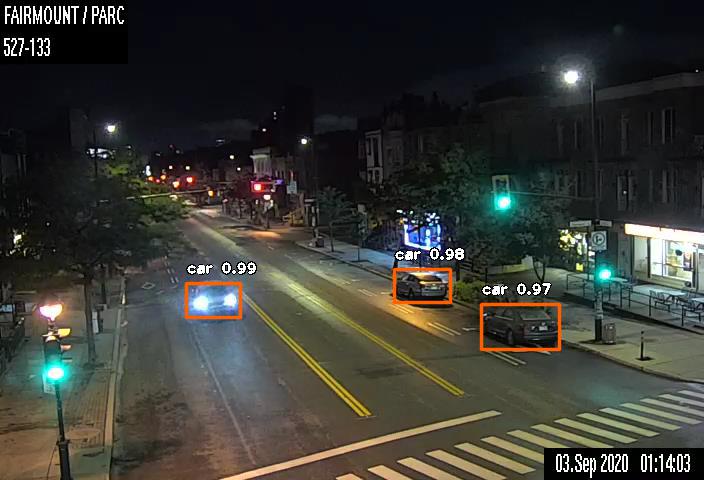 FAIRMOUNT / PARC
527-133
car 0.99
car 0.98
car 0.97
03.Sep 2020 01:14:03